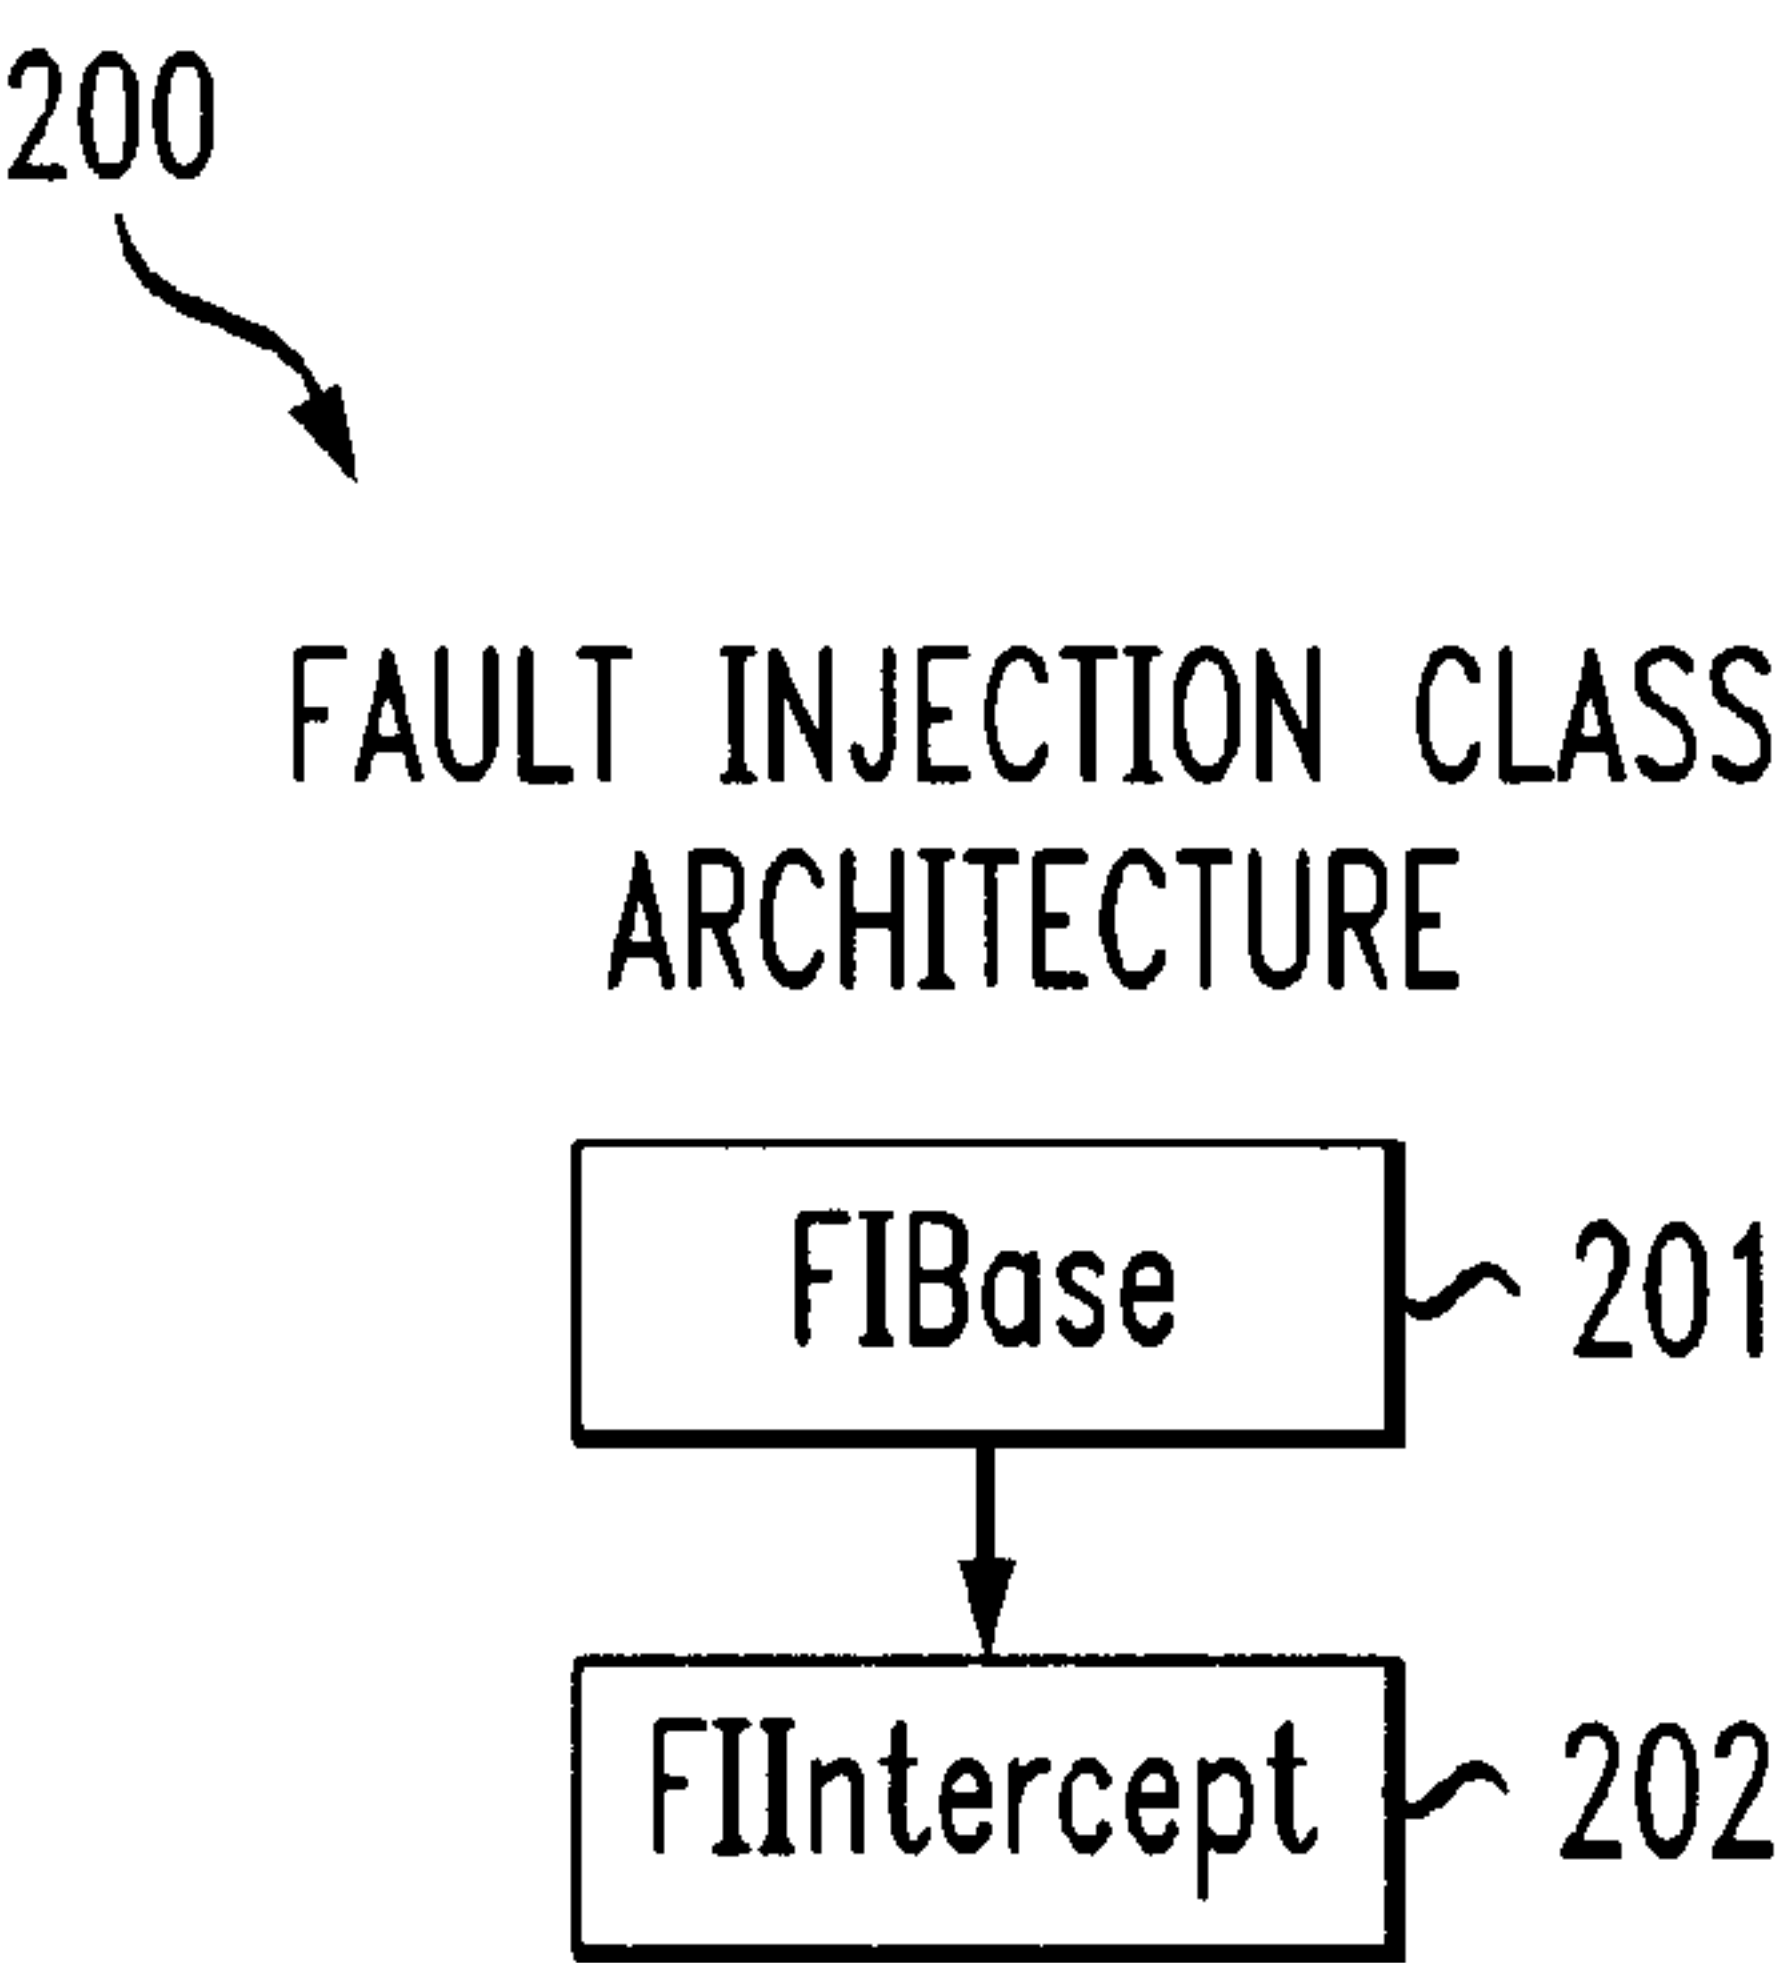 200
FAULT INJECTION CLASS
ARCHITECTURE
FIBase 201
FIIntercept 202